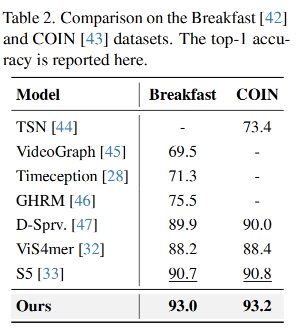 Table 2. Comparison on the Breakfast [42]
and COIN [43] datasets. The top-1 accu-
racy is reported here.
Model Breakfast COIN
TSN [44] - 73.4
VideoGraph [45] 69.5 -
Timeception [28] 71.3 -
GHRM [46] 75.5 -
D-Sprv. [47] 89.9 90.0
ViS4mer [32] 88.2 88.4
S5 [33] 90.7 90.8
Ours 93.0 93.2